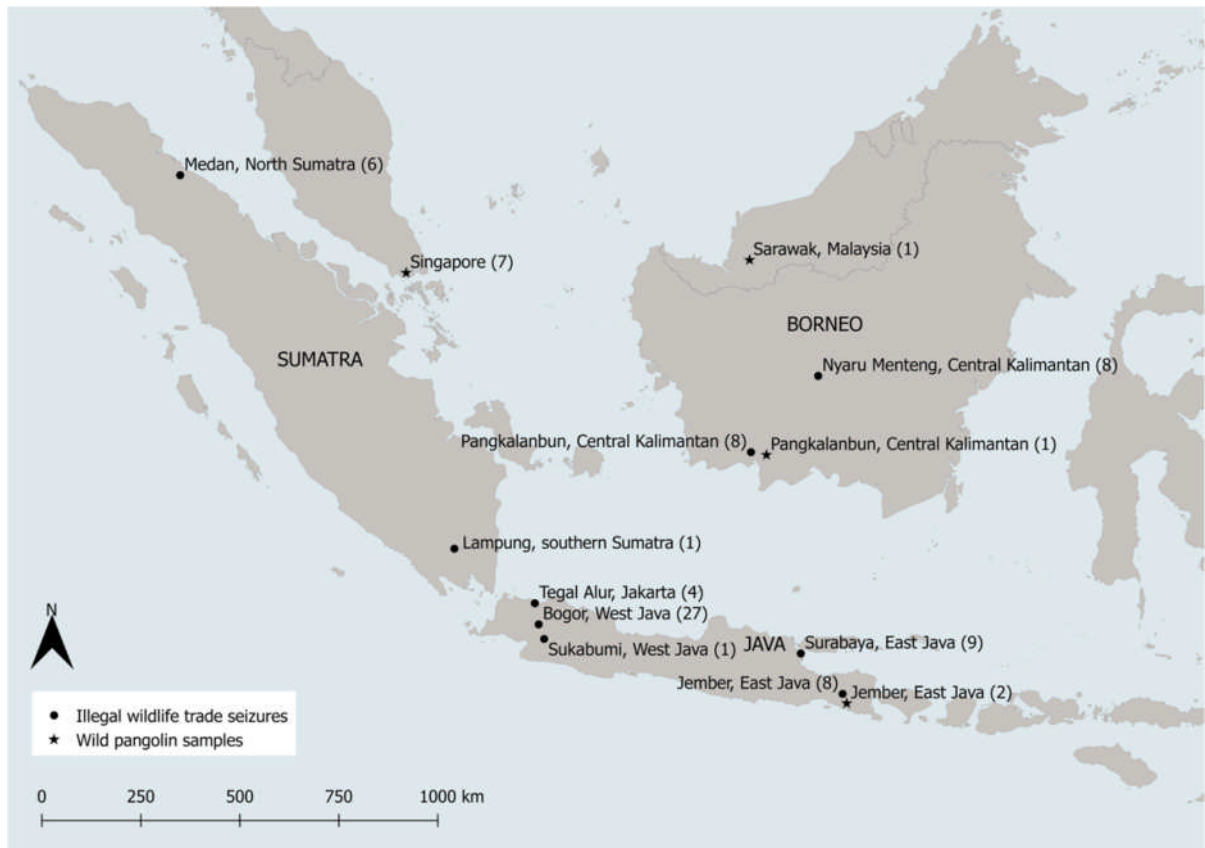 Medan, North Sumatra (6)
Singapore (7)
Sarawak, Malaysia (1)
BORNEO
SUMATRA
Nyaru Menteng, Central Kalimantan (8)
Pangkalanbun, Central Kalimantan (8)
Pangkalanbun, Central Kalimantan (1)
Lampung, southern Sumatra (1)
Tegal Alur, Jakarta (4)
Bogor, West Java (27)
Sukabumi, West Java (1)
JAVA
Surabaya, East Java (9)
Jember, East Java (8)
Jember, East Java (2)
N
Illegal wildlife trade seizures
Wild pangolin samples
0 250 500 750 1000 km